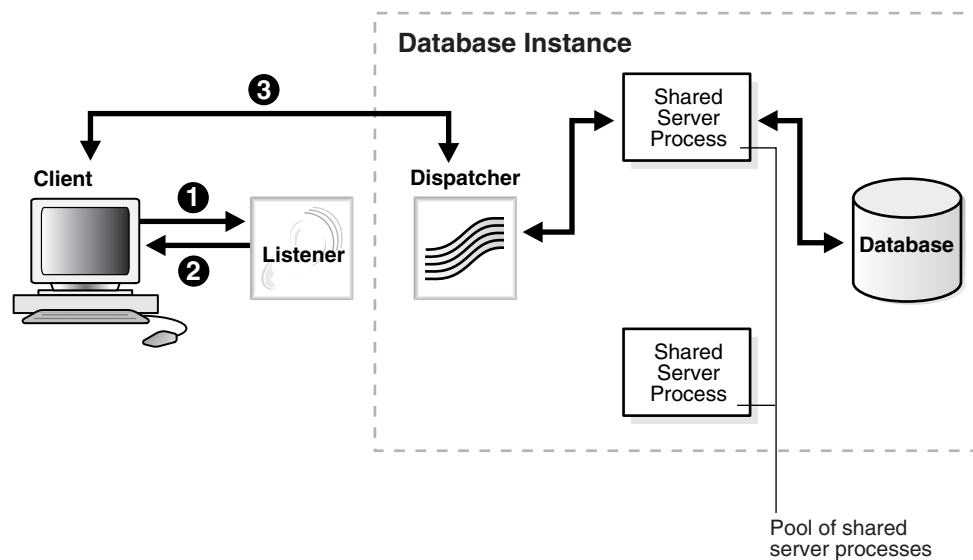 Database Instance
3
Shared
Server
Process
Client
Dispatcher
1
Listener
2
Database
Shared
Server
Process
Pool of shared
server processes